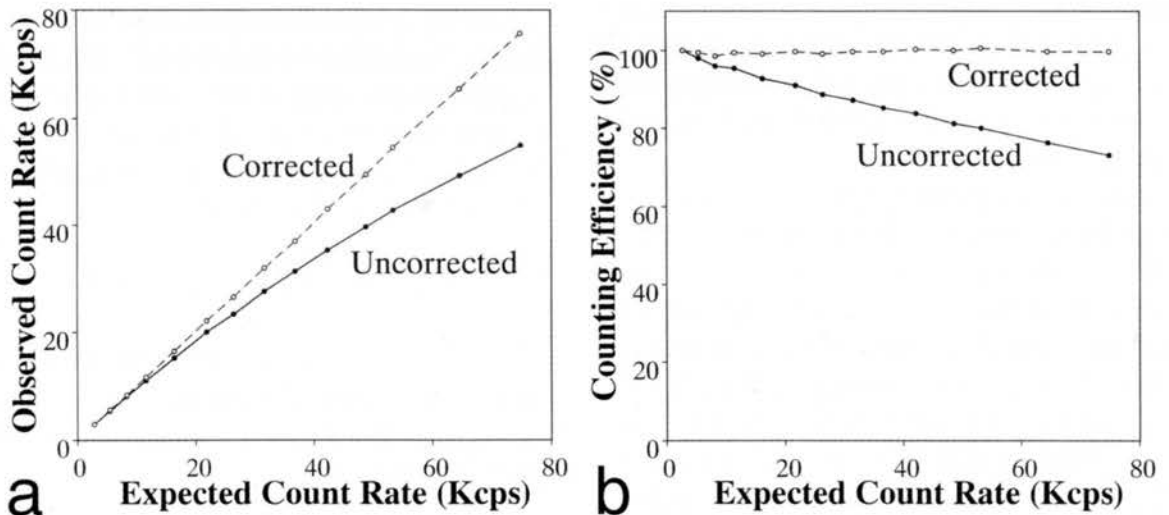 Observed Count Rate (Kcps)
80
60
40
20
0
Corrected
Uncorrected
0 20 40 60 80
Expected Count Rate (Kcps)
a
Counting Efficiency (%)
100
80
60
40
20
0
Corrected
Uncorrected
0 20 40 60 80
Expected Count Rate (Kcps)
b